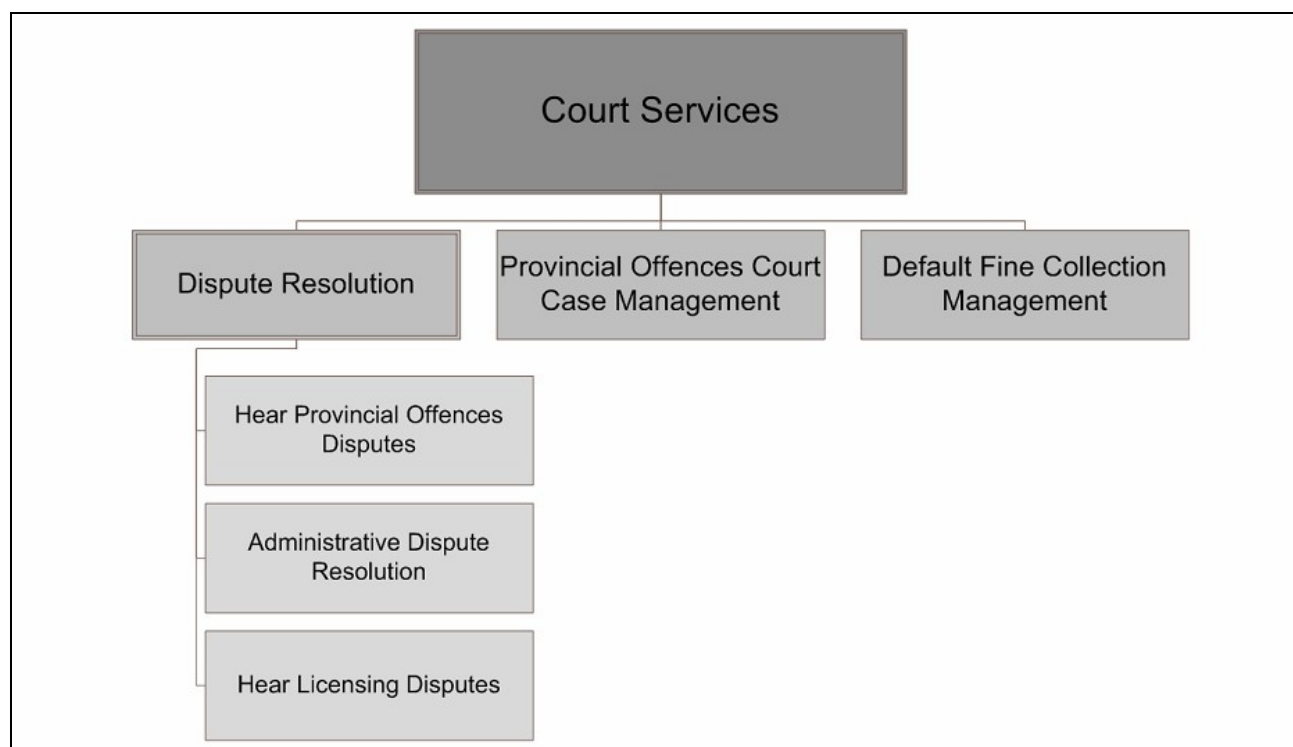 Court Services
Dispute Resolution
Provincial Offences Court
Case Management
Default Fine Collection
Management
Hear Provincial Offences
Disputes
Administrative Dispute
Resolution
Hear Licensing Disputes